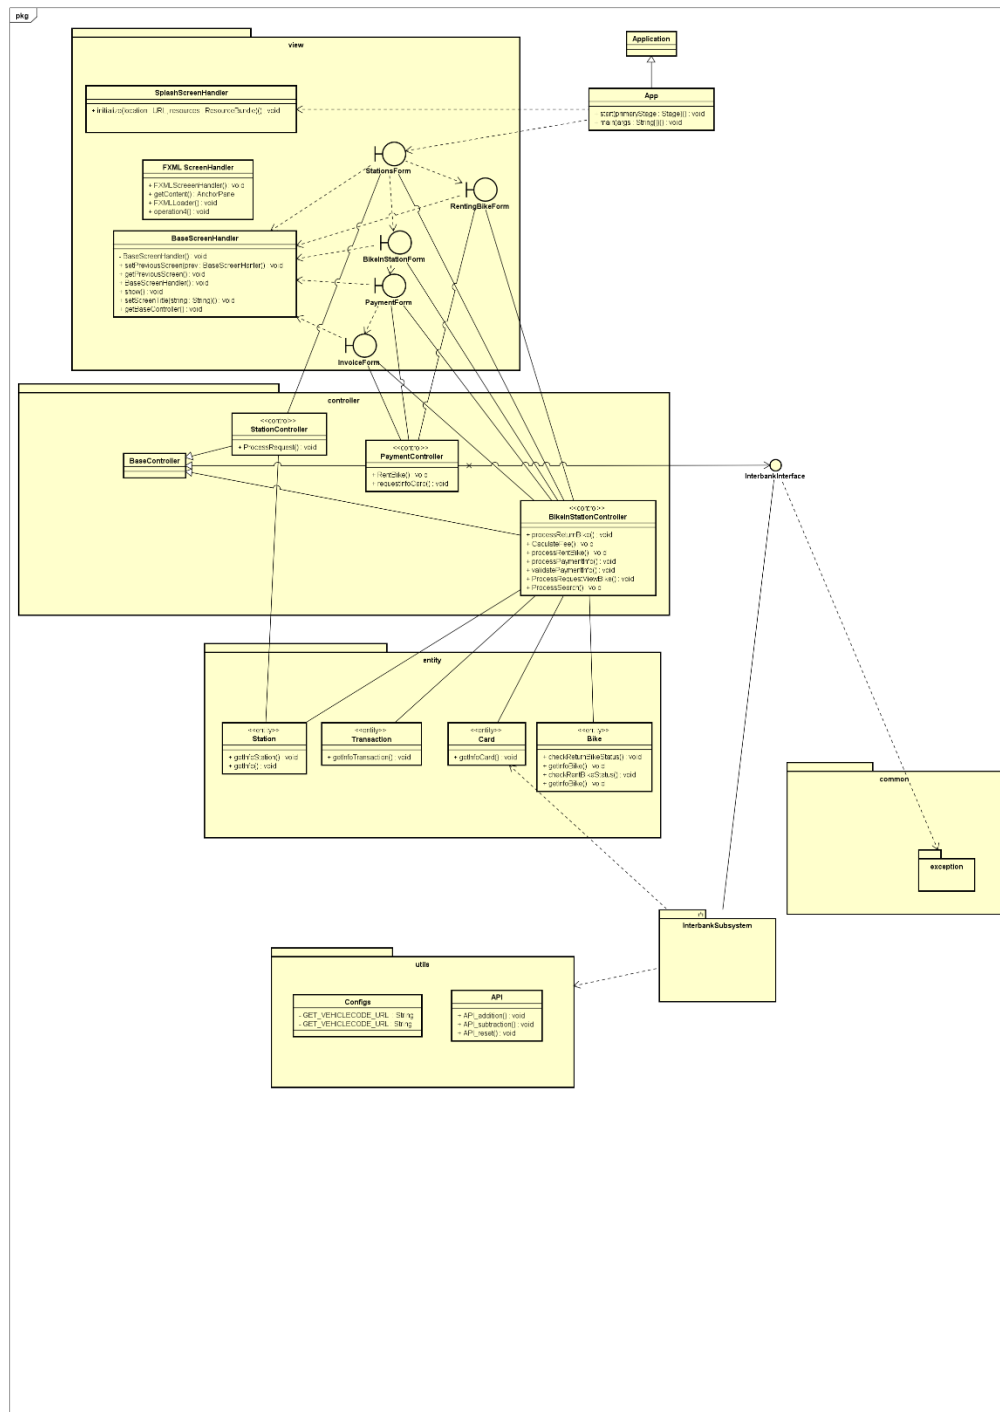 pkg
view
Application
SplashScreenHandler
+ initialize(location : URL, resources : ResourceBundle) : void
App
start(primaryStage : Stage) : void
main(args : String[]) : void
StationsForm
FXML ScreenHandler
+ FXMLScreeenHandler() : void
+ getContent() : AnchorPane
+ FXMLLoader() : void
+ operation4() : void
RentingBikeForm
BaseScreenHandler
- BaseScreenHandler() : void
+ setPreviousScreen(prev : BaseScreenHanler) : void
+ getPreviousScreen() : void
+ BaseScreenHandler() : void
+ show() : void
+ setScreenTitle(string : String) : void
+ getBaseController() : void
BikeInStationForm
PaymentForm
InvoiceForm
controller
<<control>>
StationController
+ ProcessRequest() : void
BaseController
<<control>>
PaymentController
+ RentBike() : void
+ requestInfoCard() : void
InterbankInterface
<<control>>
BikeInStationController
+ processReturnBike() : void
+ CaculateFee() : void
+ processRentBike() : void
+ processPaymentInfo() : void
+ validatePaymentInfo() : void
+ ProcessRequestViewBike() : void
+ ProcessSearch() : void
entity
<<entity>>
Station
+ getInfoStation() : void
+ getInfo() : void
<<entity>>
Transaction
+ getInfoTransaction() : void
<<entity>>
Card
+ getInfoCard() : void
<<entity>>
Bike
+ checkReturnBikeStatus() : void
+ getInfoBike() : void
+ checkRentBikeStatus() : void
+ getInfoBike() : void
common
exception
InterbankSubsystem
utils
Configs
- GET_VEHICLECODE_URL : String
- GET_VEHICLECODE_URL : String
API
+ API_addition() : void
+ API_subtraction() : void
+ API_reset() : void